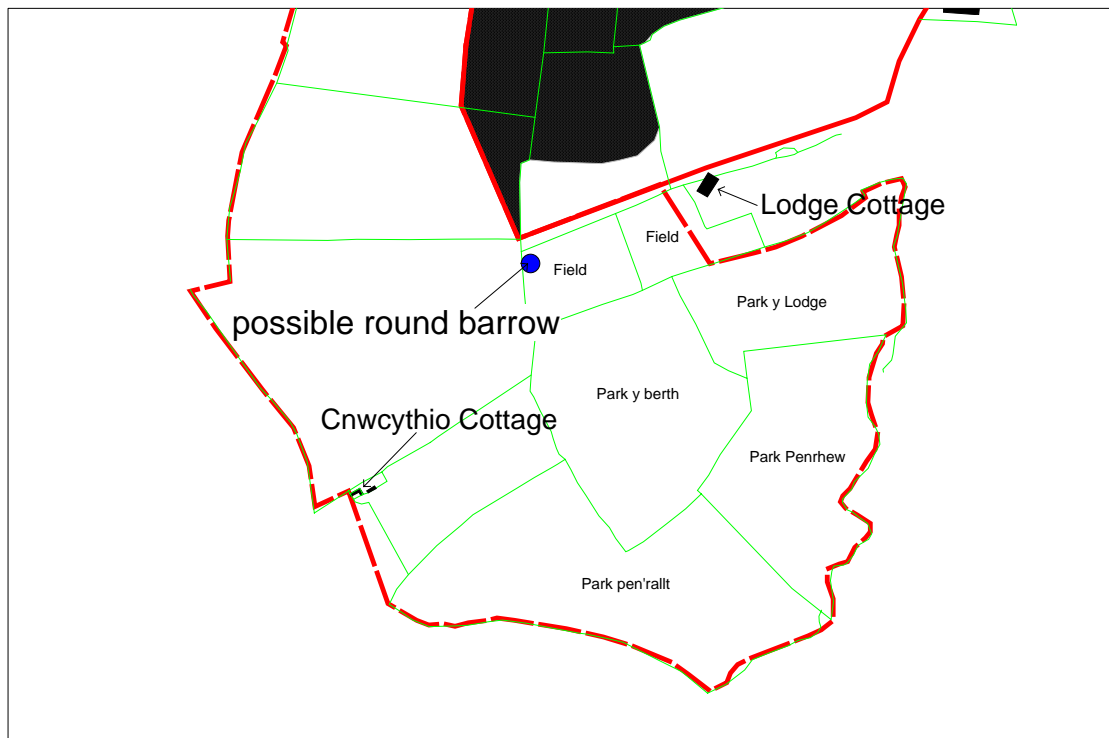 Lodge Cottage
Field
Field
Park y Lodge
possible round barrow
Park y berth
Cnwcythio Cottage
Park Penrhew
Park pen'rallt